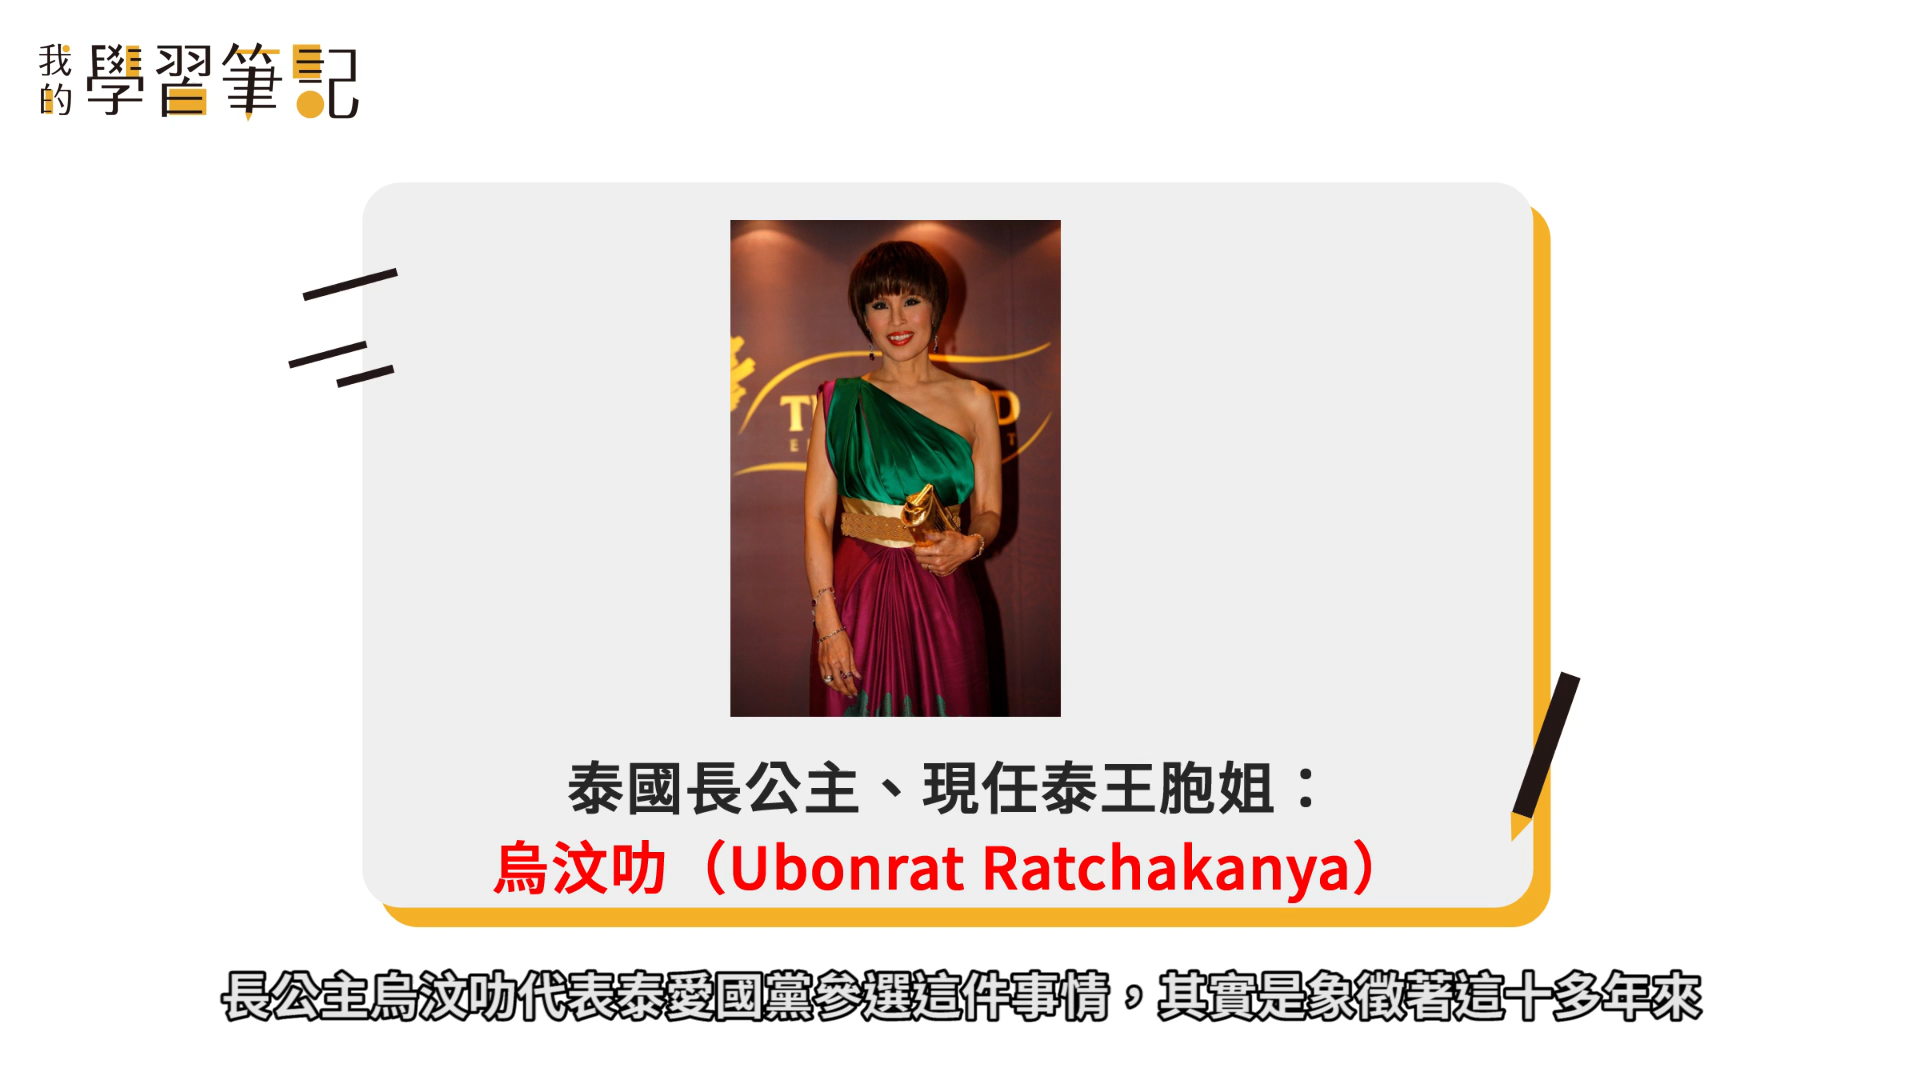 我的學習筆記
泰國長公主、現任泰王胞姐：
烏汶叻（Ubonrat Ratchakanya）
長公主烏汶叻代表泰愛國黨參選這件事情，其實是象徵著這十多年來